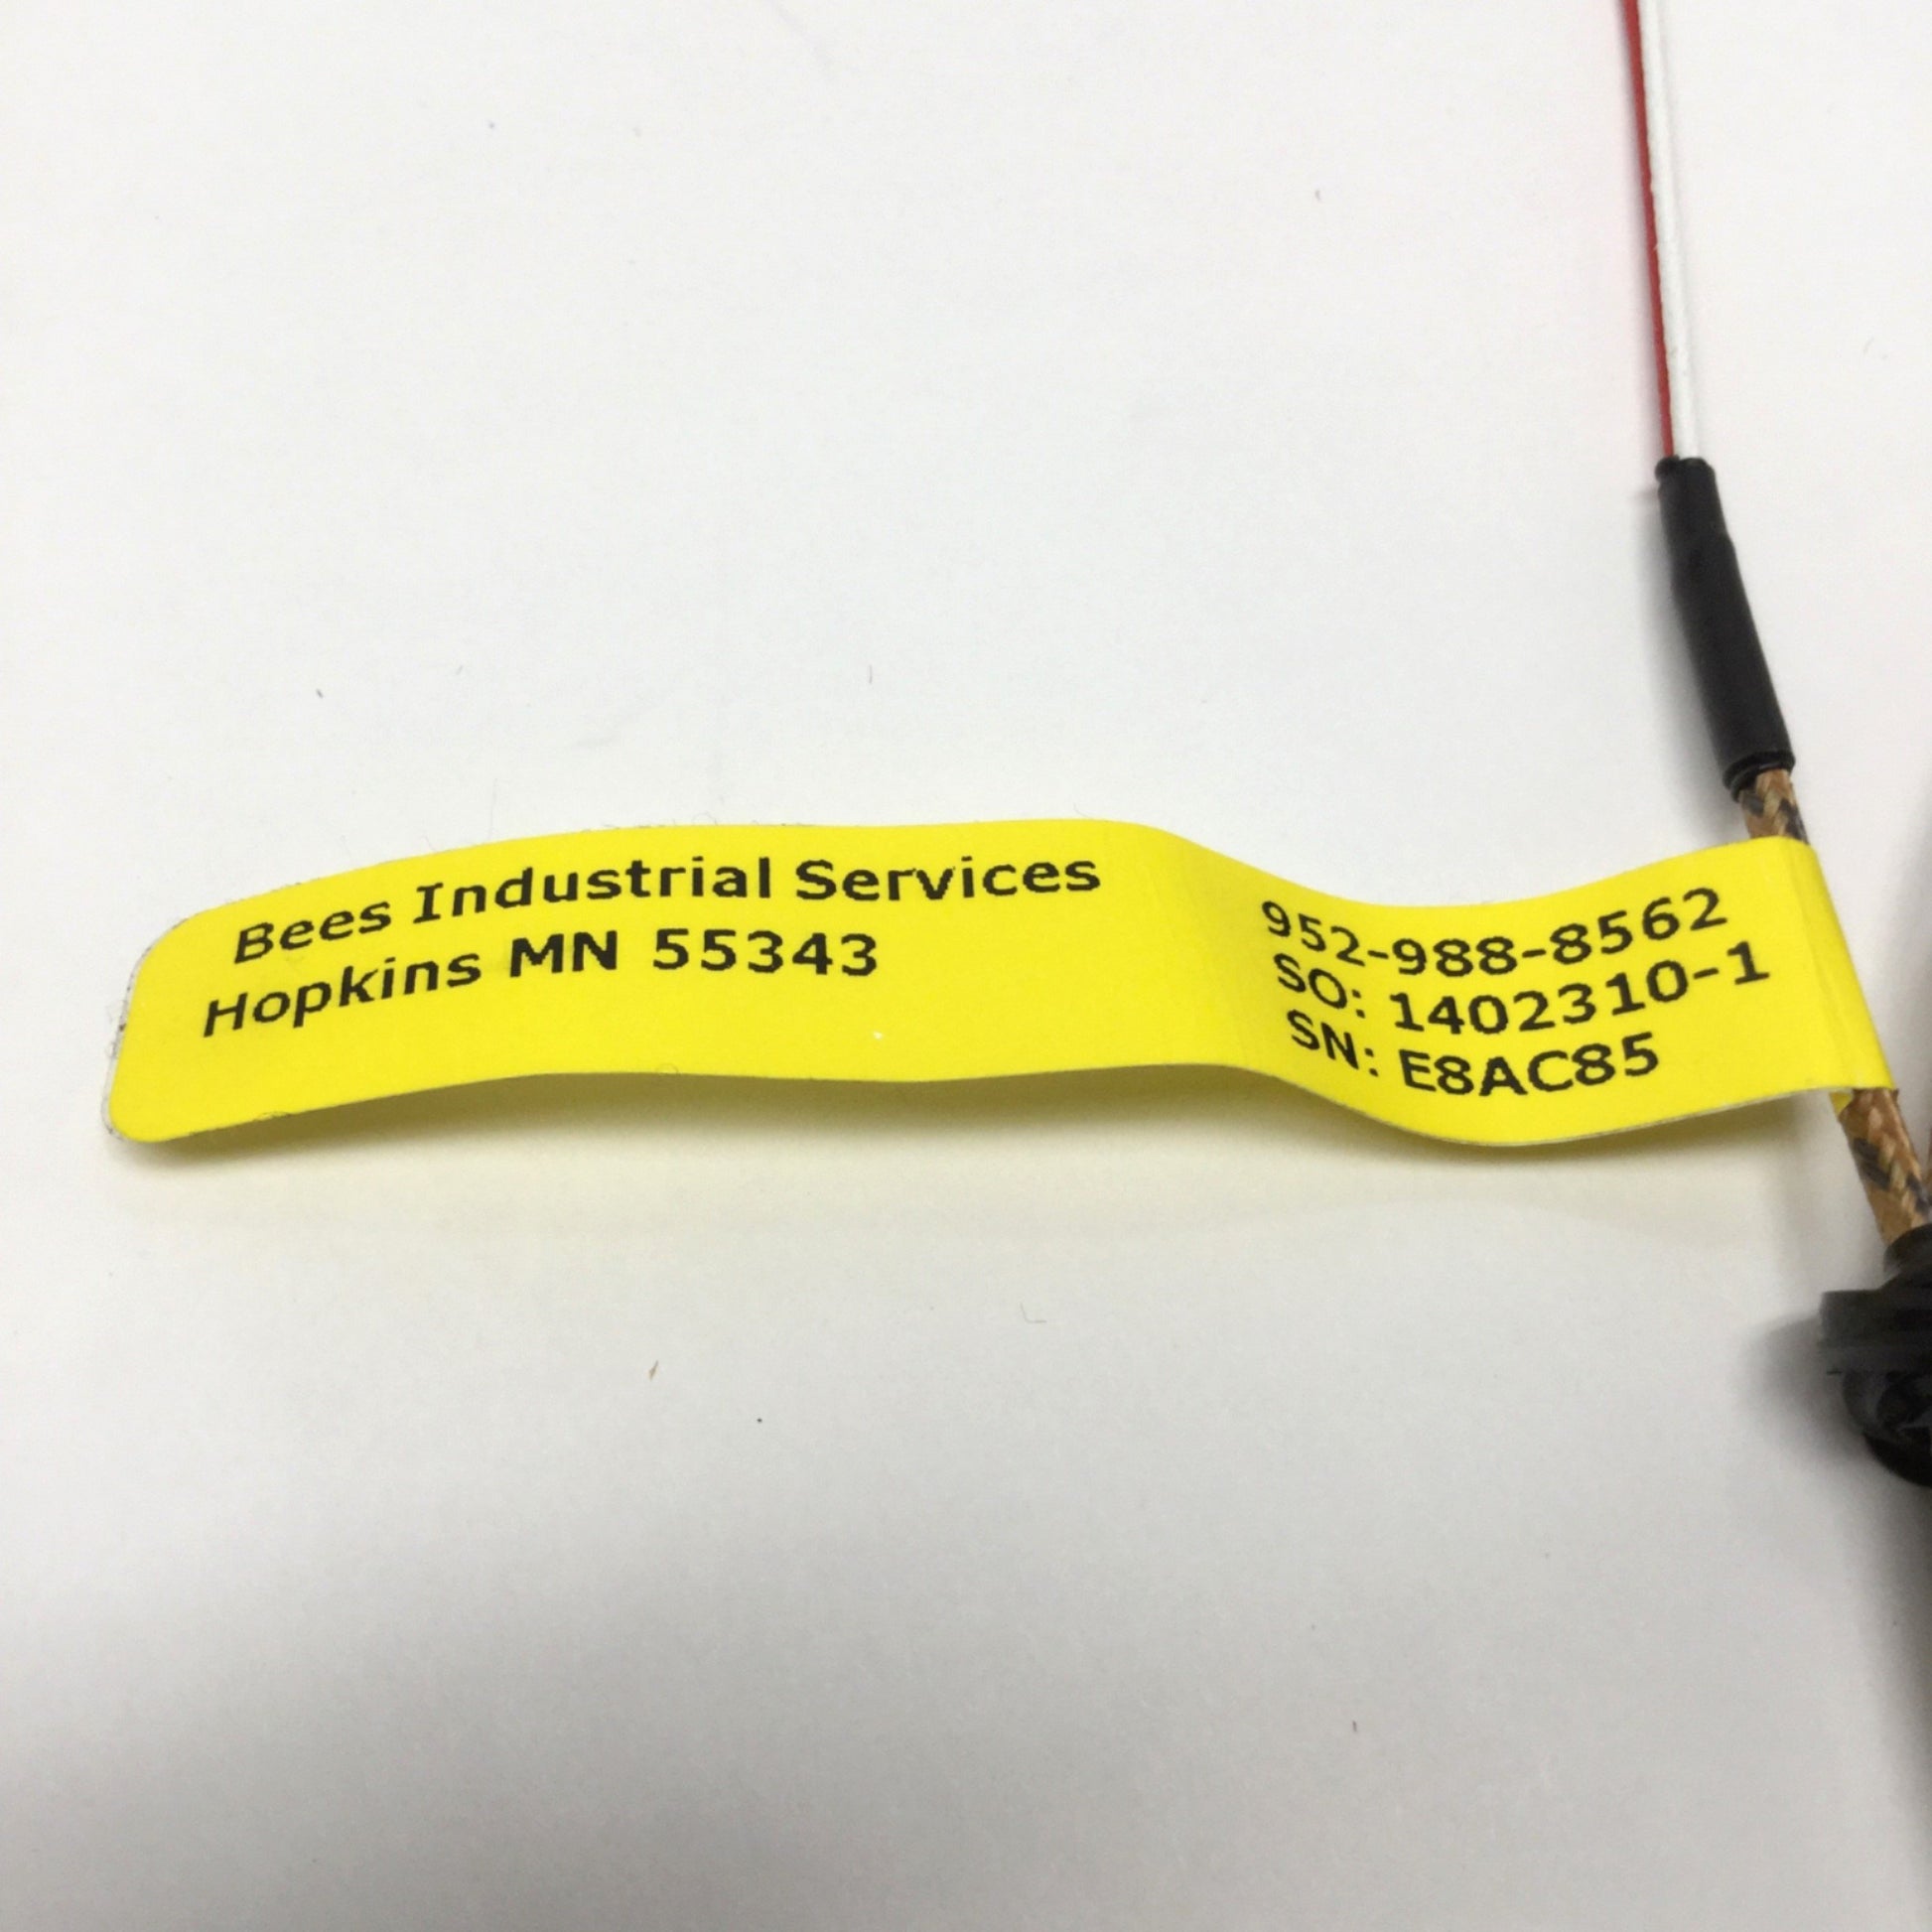 Bees Industrial Services
Hopkins MN 55343
952-988-8562
SO: 1402310-1
SN: E8AC85